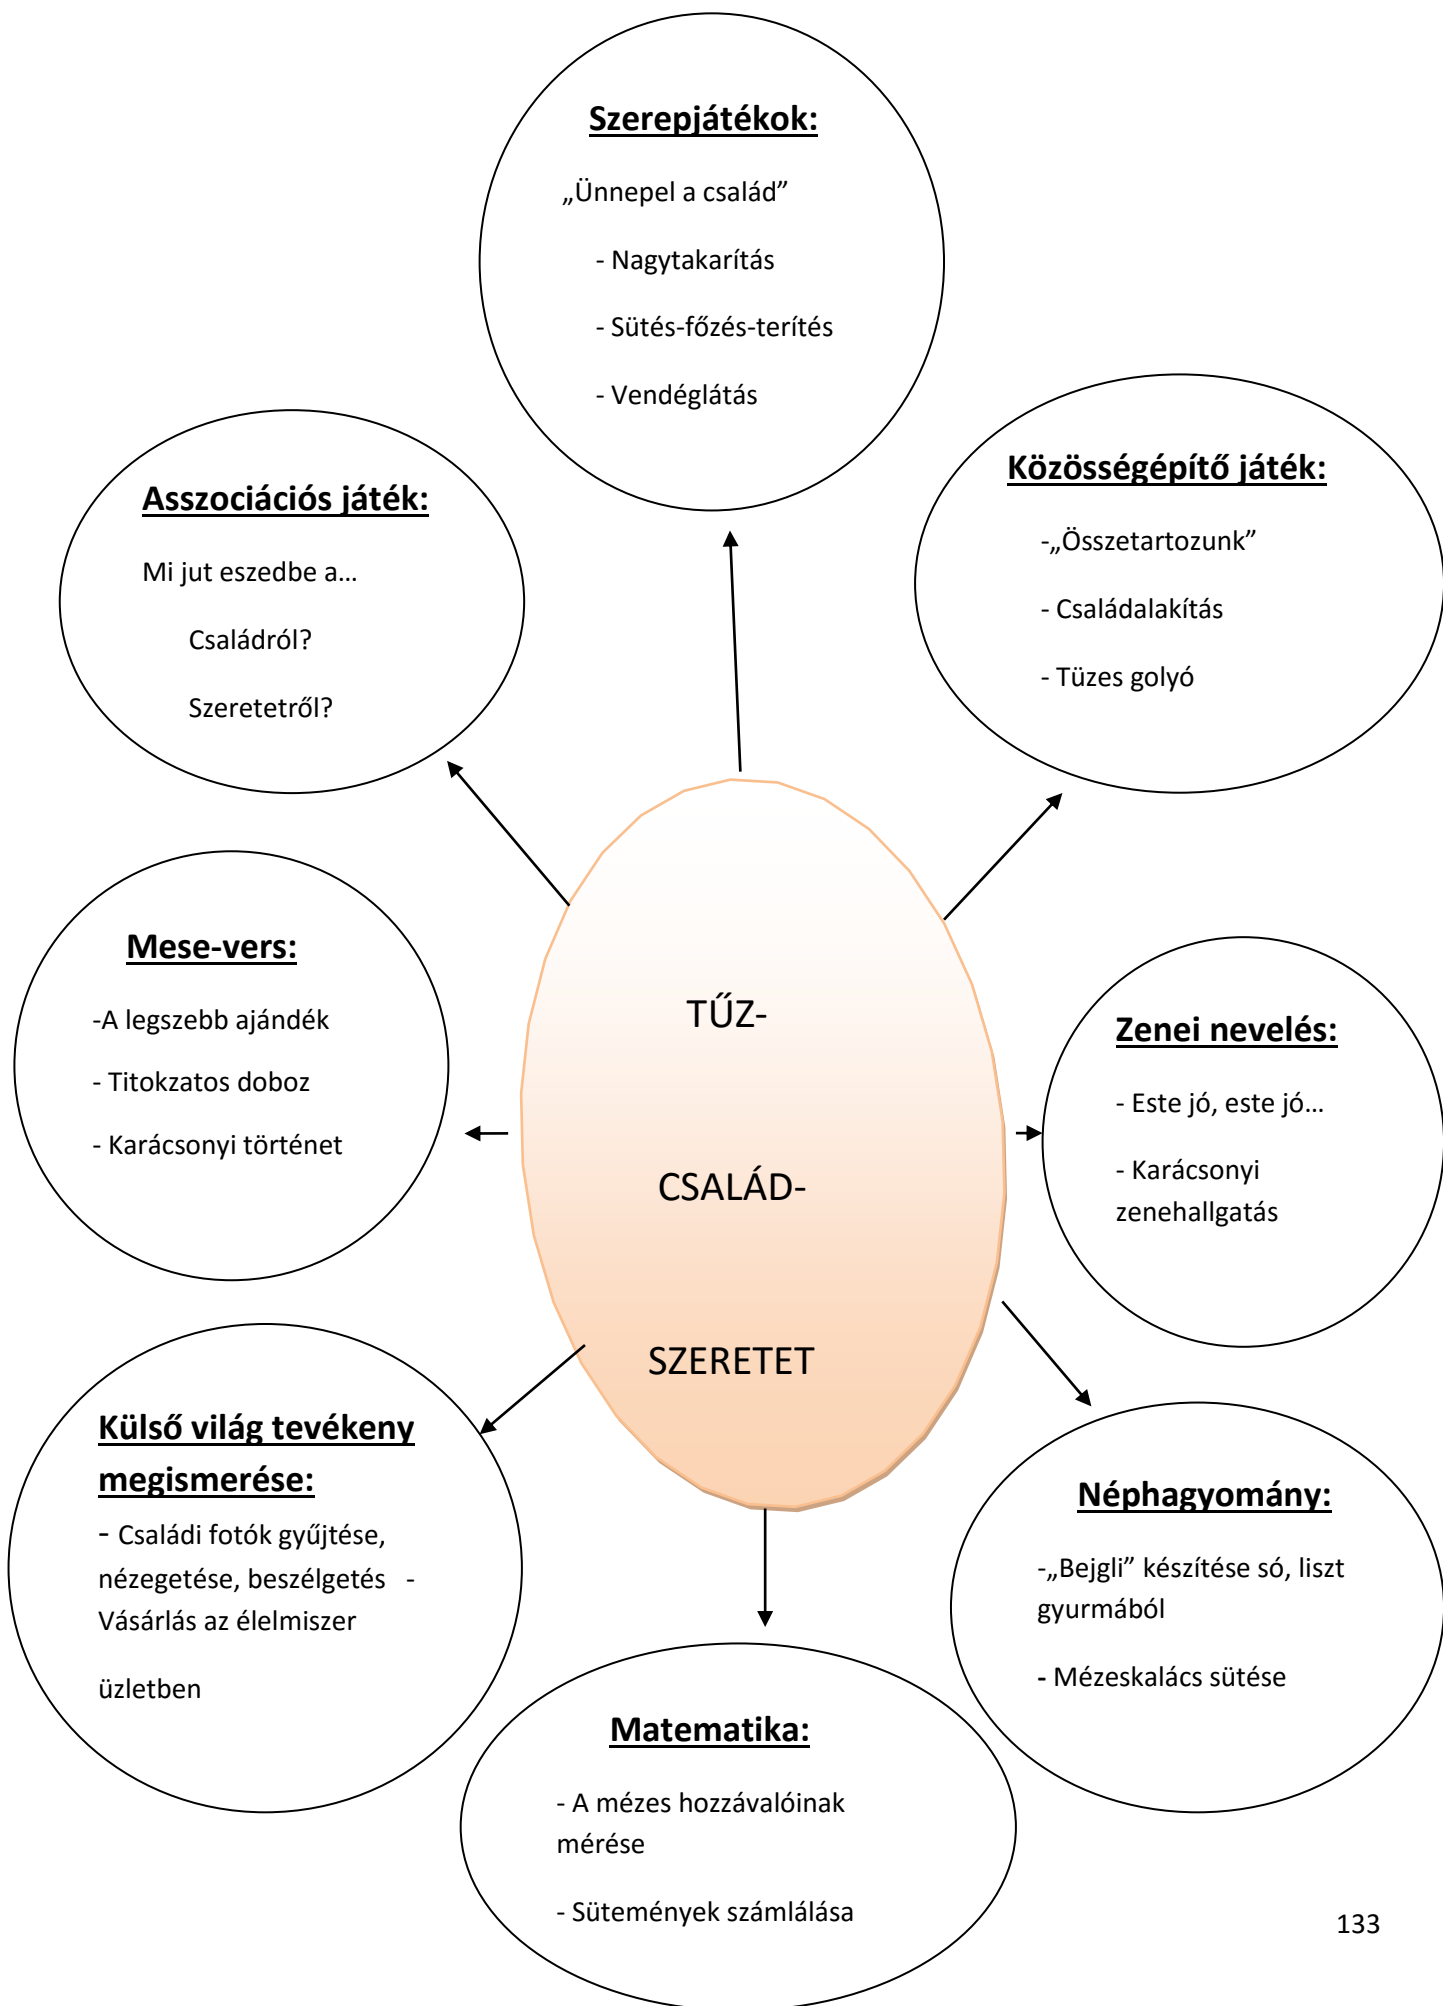 Szerepjátékok:
„Ünnepel a család”
- Nagytakarítás
- Sütés-főzés-terítés
- Vendéglátás
Asszociációs játék:
Mi jut eszedbe a…
Családról?
Szeretetről?
Közösségépítő játék:
-„Összetartozunk”
- Családalakítás
- Tüzes golyó
Mese-vers:
-A legszebb ajándék
- Titokzatos doboz
- Karácsonyi történet
TŰZ-
CSALÁD-
SZERETET
Zenei nevelés:
- Este jó, este jó…
- Karácsonyi
zenehallgatás
Külső világ tevékeny
megismerése:
- Családi fotók gyűjtése,
nézegetése, beszélgetés -
Vásárlás az élelmiszer
üzletben
Néphagyomány:
-„Bejgli” készítése só, liszt
gyurmából
- Mézeskalács sütése
Matematika:
- A mézes hozzávalóinak
mérése
- Sütemények számlálása
133